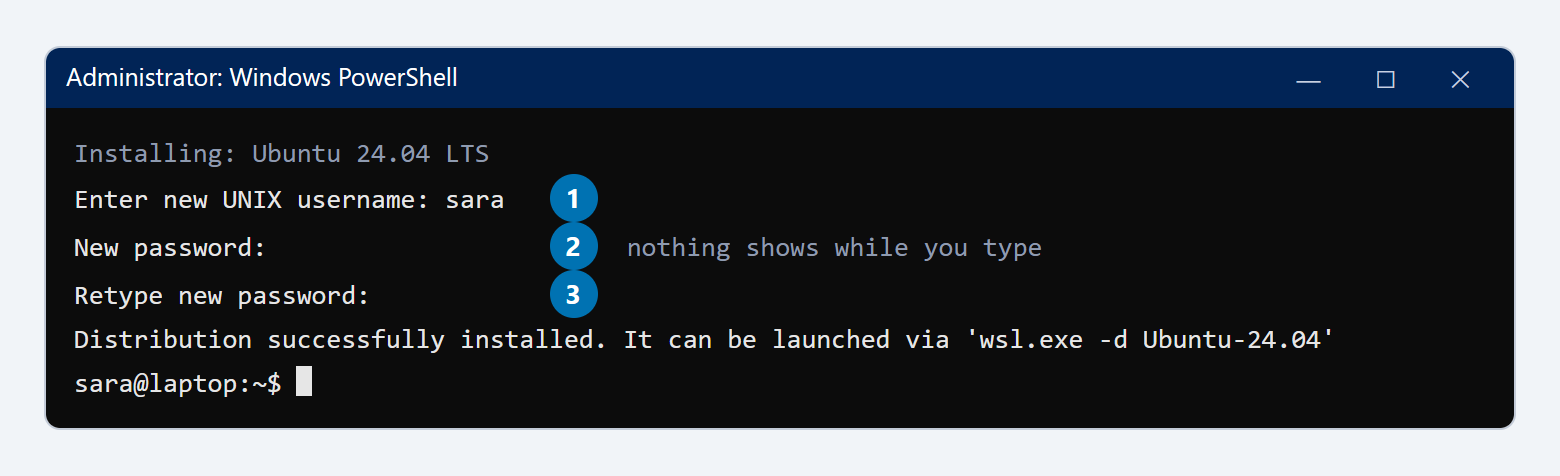 Administrator: Windows PowerShell
Installing: Ubuntu 24.04 LTS
Enter new UNIX username: sara 1
New password: 2 nothing shows while you type
Retype new password: 3
Distribution successfully installed. It can be launched via 'wsl.exe -d Ubuntu-24.04'
sara@laptop:~$